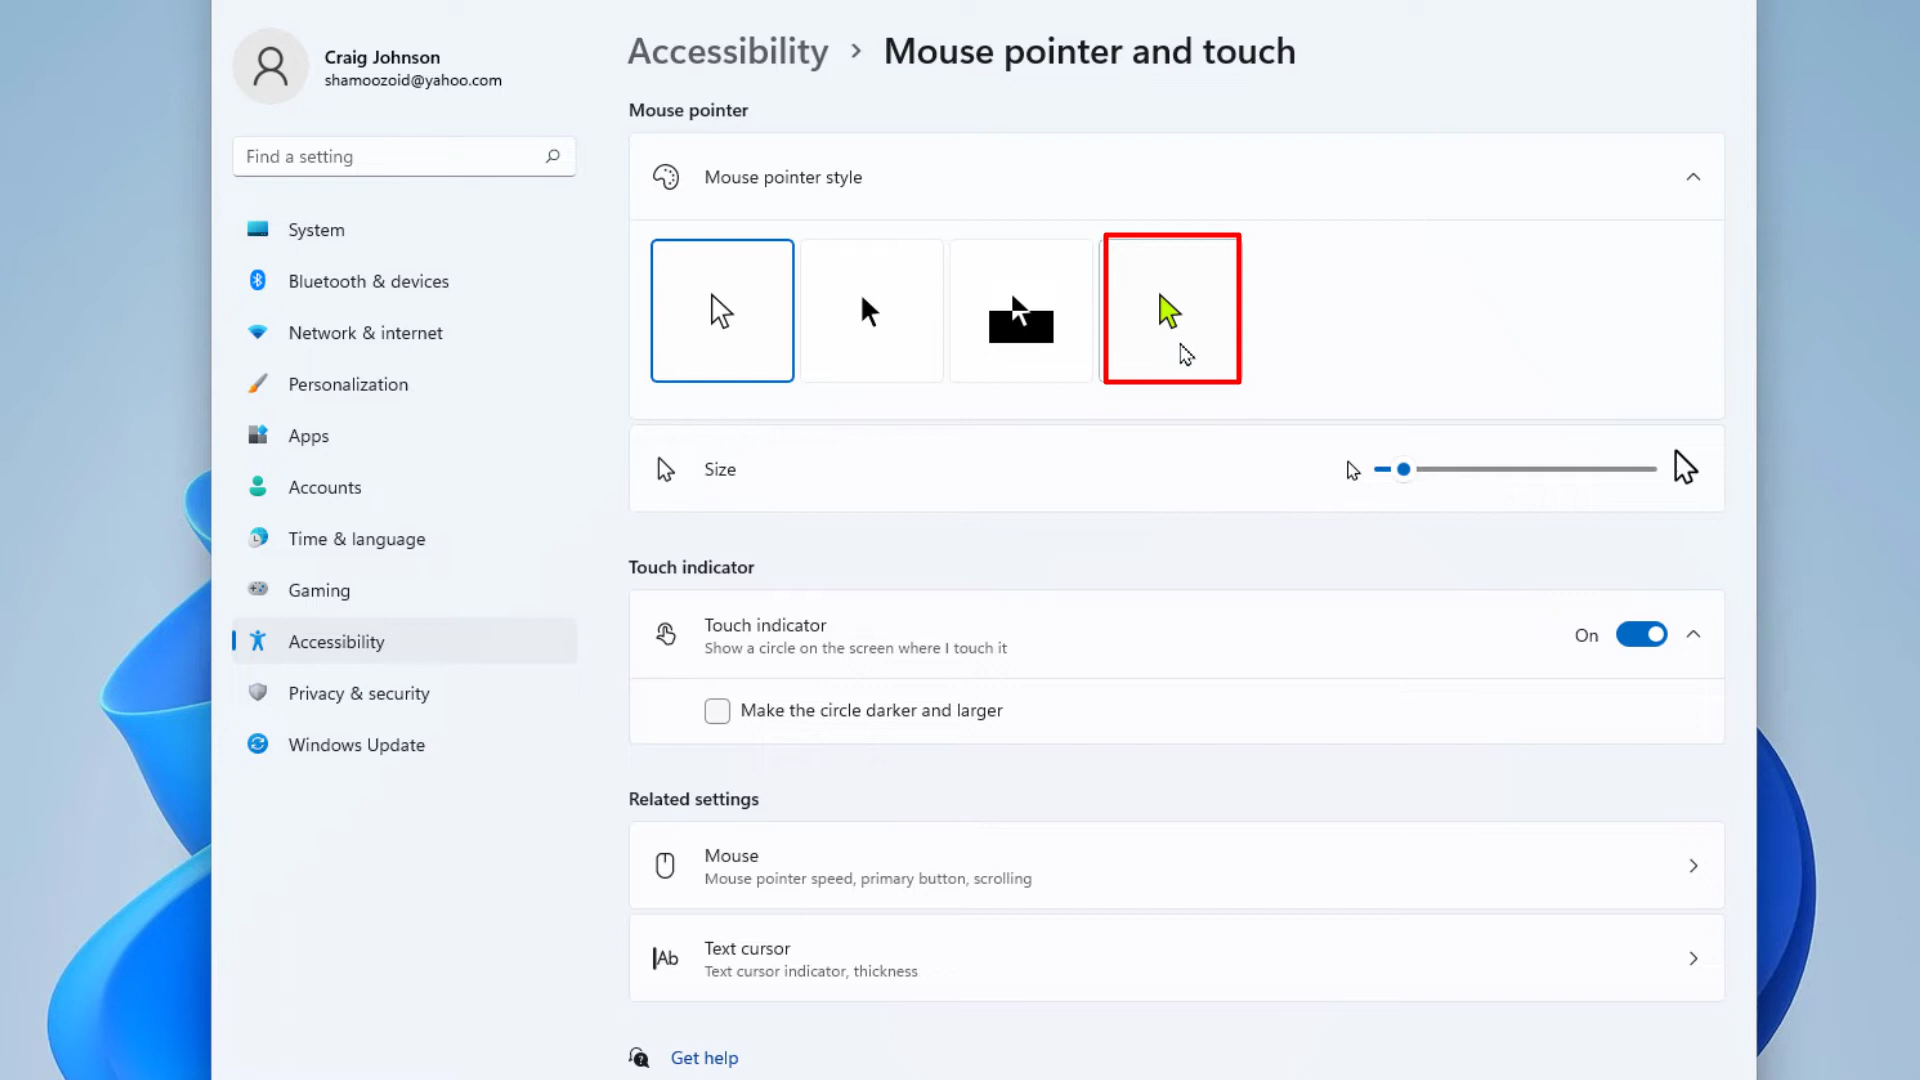 Craig Johnson
shamoozoid@yahoo.com
Find a setting
System
Bluetooth & devices
Network & internet
Personalization
Apps
Accounts
Time & language
Gaming
Accessibility
Privacy & security
Windows Update
Accessibility > Mouse pointer and touch
Mouse pointer
Mouse pointer style
Size
Touch indicator
Touch indicator
Show a circle on the screen where I touch it
On
Make the circle darker and larger
Related settings
Mouse
Mouse pointer speed, primary button, scrolling
Ab
Text cursor
Text cursor indicator, thickness
Get help